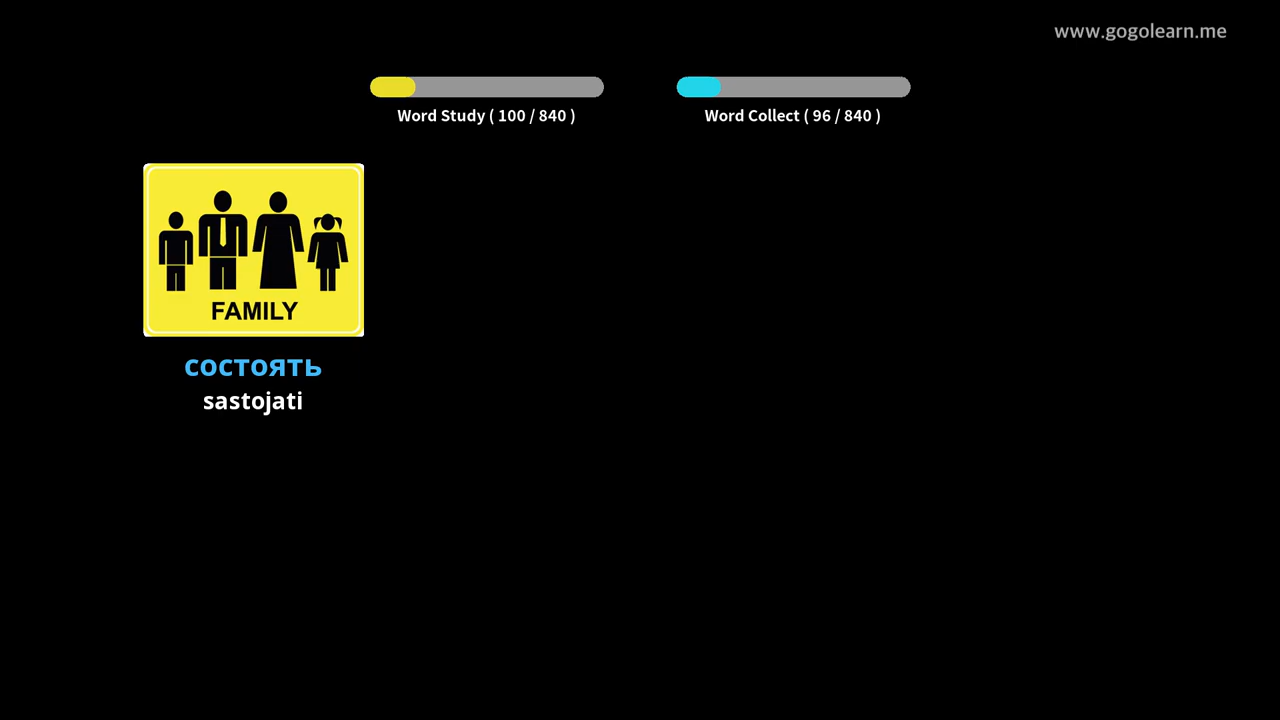 www.gogolearn.me
Word Study ( 100 / 840 )
Word Collect ( 96 / 840 )
FAMILY
состоять
sastojati